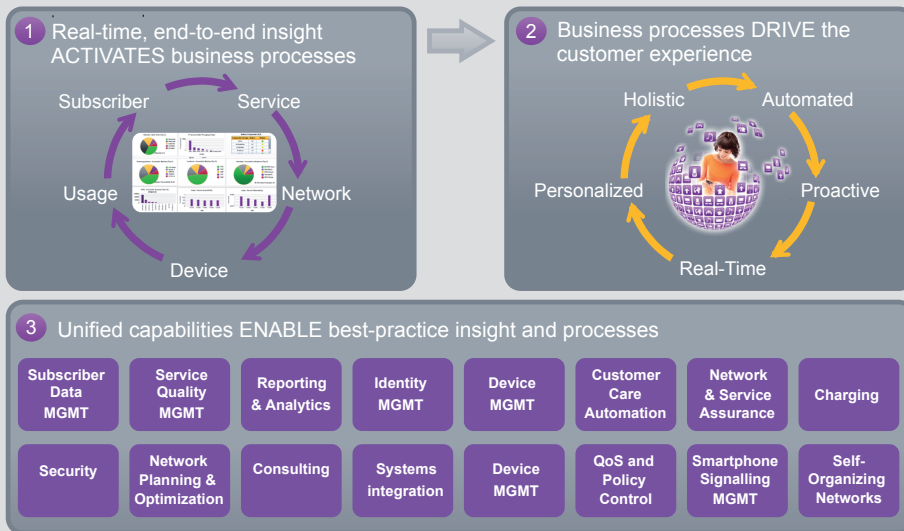 1 Real-time, end-to-end insight
ACTIVATES business processes
Subscriber
Service
Usage
Network
Device
2 Business processes DRIVE the
customer experience
Holistic
Automated
Personalized
Proactive
Real-Time
3 Unified capabilities ENABLE best-practice insight and processes
Subscriber
Data
MGMT
Service
Quality
MGMT
Reporting
& Analytics
Identity
MGMT
Device
MGMT
Customer
Care
Automation
Network
& Service
Assurance
Charging
Security
Network
Planning &
Optimization
Consulting
Systems
integration
Device
MGMT
QoS and
Policy
Control
Smartphone
Signalling
MGMT
Self-
Organizing
Networks